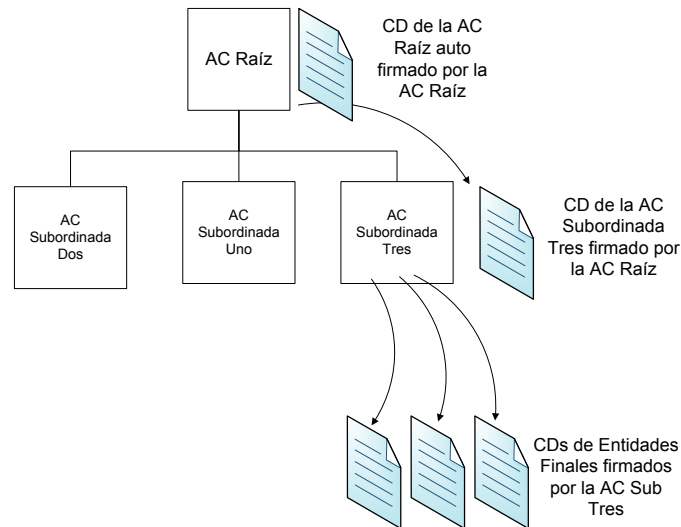 AC Raíz
CD de la AC
Raíz auto
firmado por la
AC Raíz
AC
Subordinada
Dos
AC
Subordinada
Uno
AC
Subordinada
Tres
CD de la AC
Subordinada
Tres firmado por
la AC Raíz
CDs de Entidades
Finales firmados
por la AC Sub
Tres